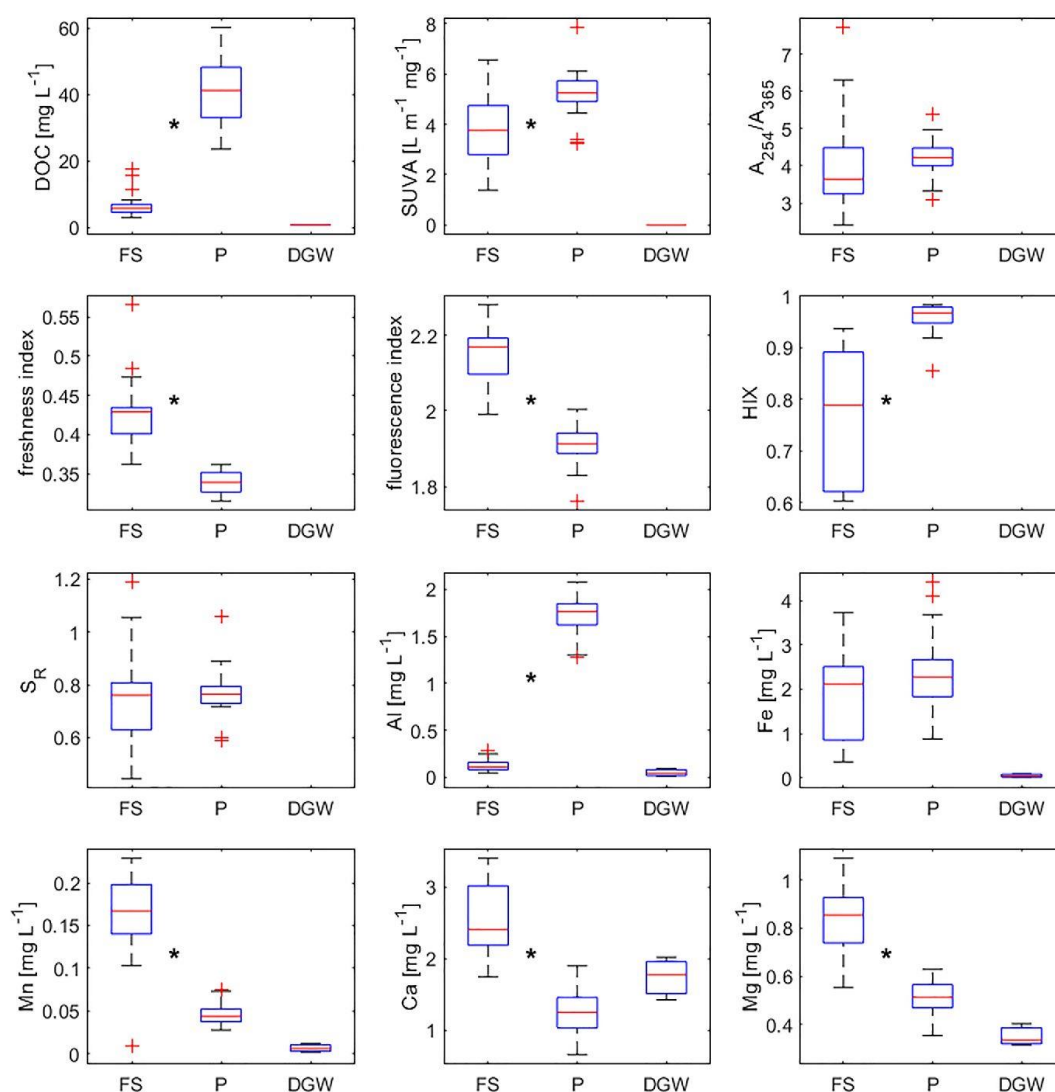 DOC [mg L-1]
60
40
20
0
*
FS P DGW
SUVA [L m-1 mg-1]
8
6
4
2
0
*
FS P DGW
A254/A365
7
6
5
4
3
FS P DGW
freshness index
0.55
0.5
0.45
0.4
0.35
*
FS P DGW
fluorescence index
2.2
2
1.8
*
FS P DGW
HIX
1
0.9
0.8
0.7
0.6
*
FS P DGW
SR
1.2
1
0.8
0.6
FS P DGW
Al [mg L-1]
2
1.5
1
0.5
0
*
FS P DGW
Fe [mg L-1]
4
3
2
1
0
FS P DGW
Mn [mg L-1]
0.2
0.15
0.1
0.05
0
*
FS P DGW
Ca [mg L-1]
3
2
1
*
FS P DGW
Mg [mg L-1]
1
0.8
0.6
0.4
*
FS P DGW